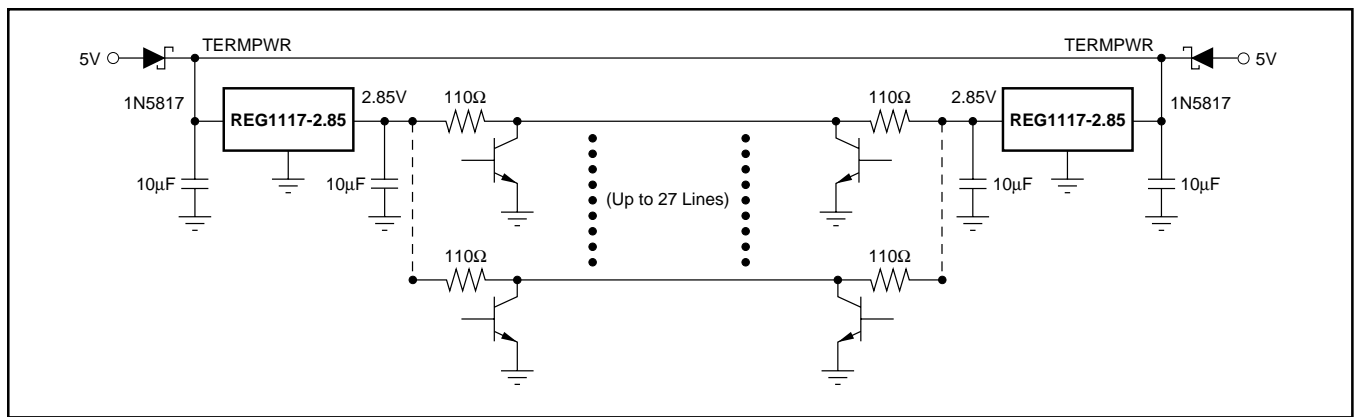 TERMPWR TERMPWR
5V 5V
1N5817 2.85V 110Ω 110Ω 2.85V 1N5817
REG1117-2.85 REG1117-2.85
10µF 10µF (Up to 27 Lines) 10µF 10µF
110Ω 110Ω